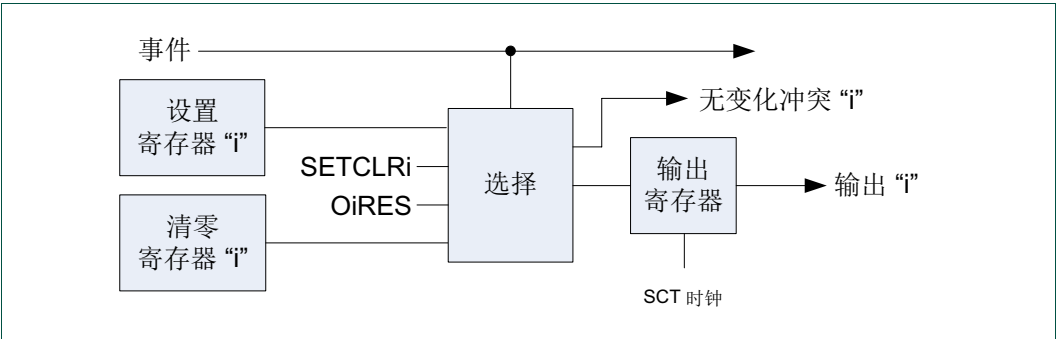 事件
设置
寄存器 “i”
无变化冲突 “i”
SETCLRi
OiRES
选择
输出
寄存器
输出 “i”
清零
寄存器 “i”
SCT 时钟